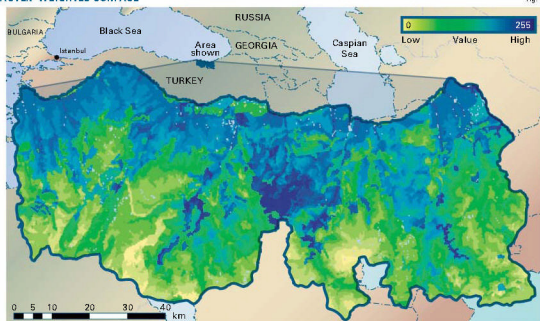 RUSSIA
BULGARIA
Black Sea
Area
shown
GEORGIA
Caspian
Sea
Istanbul
TURKEY
0
255
Low
Value
High
0 5 10 20 30 40
km